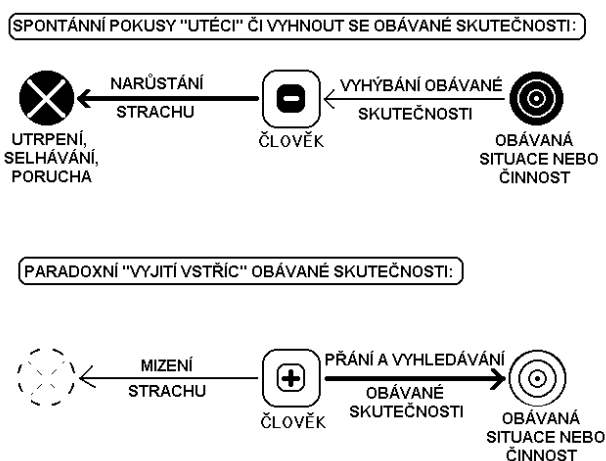 SPONTÁNNÍ POKUSY "UTÉCI" ČI VYHNOUT SE OBÁVANÉ SKUTEČNOSTI:
NARŮSTÁNÍ
STRACHU
VYHÝBÁNÍ OBÁVANÉ
SKUTEČNOSTI
UTRPENÍ,
SELHÁVÁNÍ,
PORUCHA
ČLOVĚK
OBÁVANÁ
SITUACE NEBO
ČINNOST
PARADOXNÍ "VYJITÍ VSTŘÍC" OBÁVANÉ SKUTEČNOSTI:
MIZENÍ
STRACHU
PŘÁNÍ A VYHLEDÁVÁNÍ
OBÁVANÉ
SKUTEČNOSTI
ČLOVĚK
OBÁVANÁ
SITUACE NEBO
ČINNOST